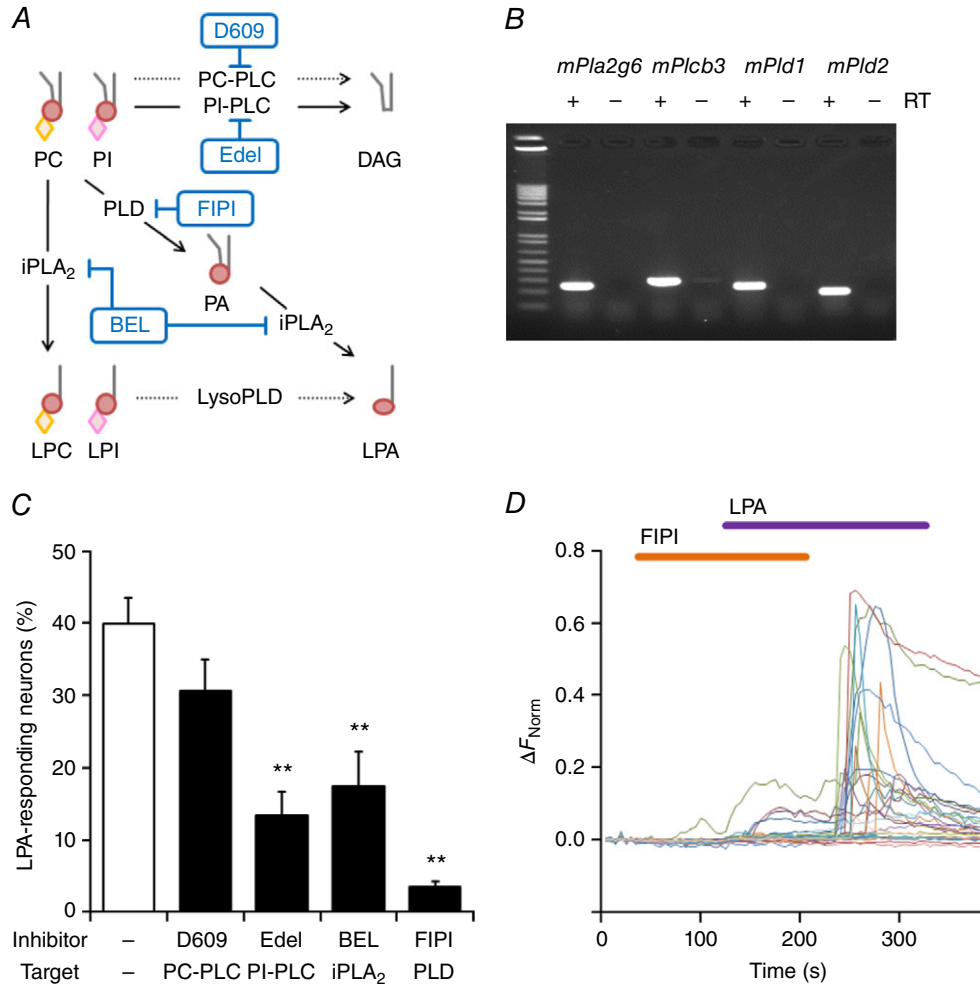 A
D609
PC-PLC
PI-PLC
Edel
PC PI
DAG
PLD
FIPI
iPLA2
PA
BEL
iPLA2
LysoPLD
LPC LPI
LPA
B
mPla2g6 mPlcb3 mPld1 mPld2
+ – + – + – + – RT
C
LPA-responding neurons (%)
50
40
30
20
10
0
**
**
**
Inhibitor – D609 Edel BEL FIPI
Target – PC-PLC PI-PLC iPLA2 PLD
D
LPA
FIPI
ΔFNorm
0.8
0.6
0.4
0.2
0.0
0 100 200 300
Time (s)